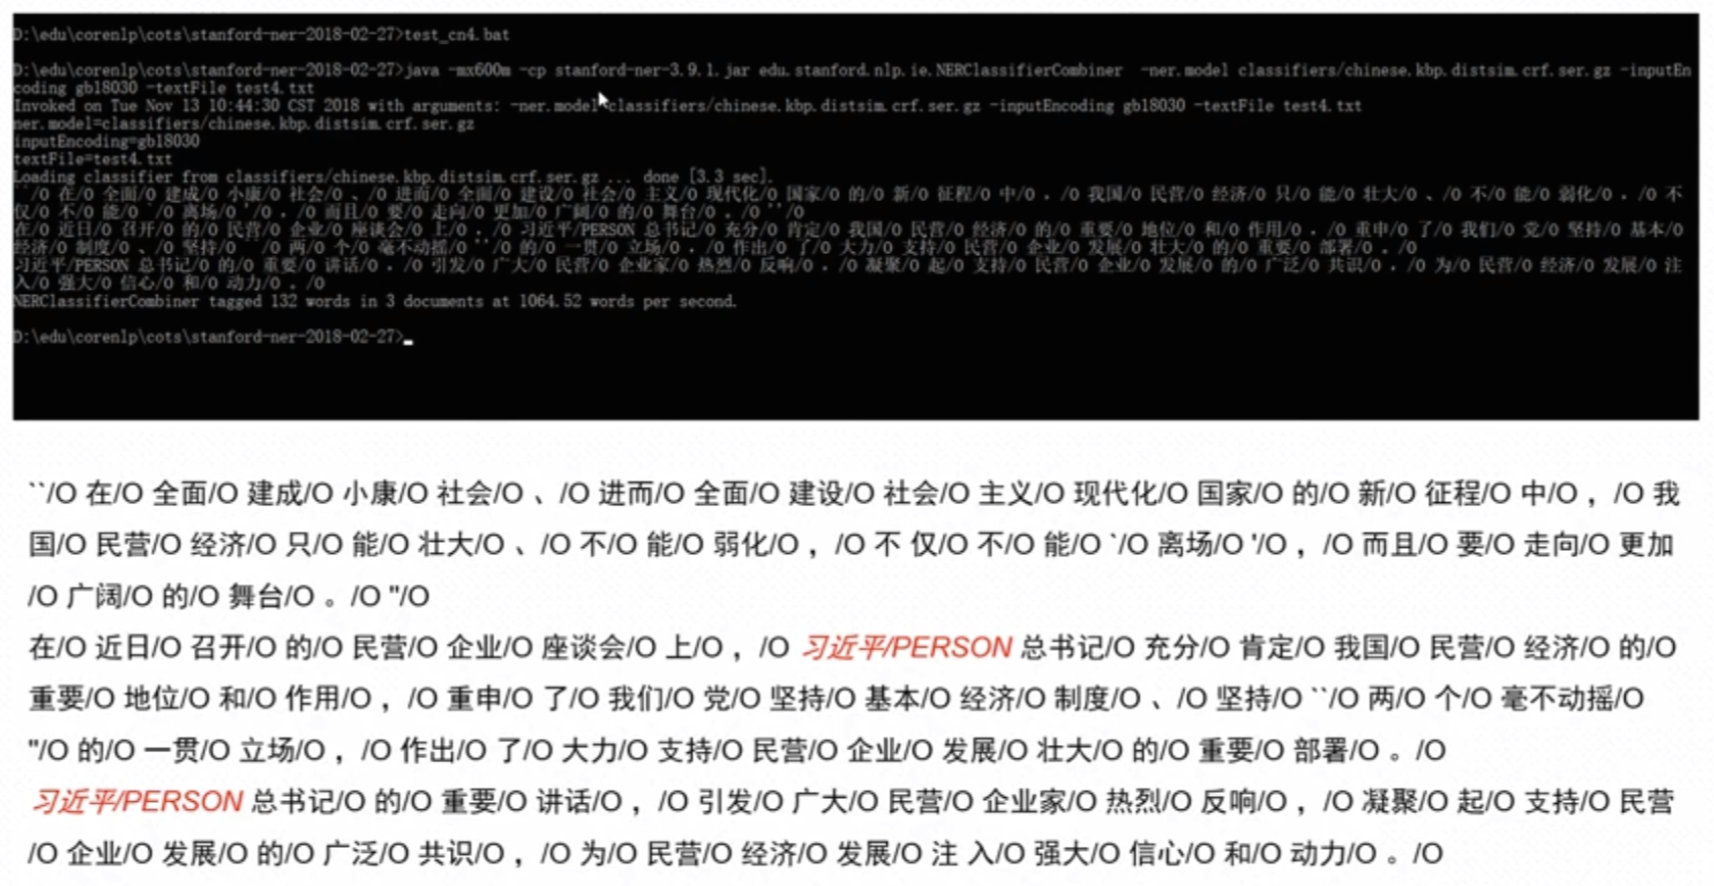 D:\edu\corenlp\cots\stanford-ner-2018-02-27>test_cn4.bat
D:\edu\corenlp\cots\stanford-ner-2018-02-27>java -mx600m -cp stanford-ner-3.9.1.jar edu.stanford.nlp.ie.NERClassifierCombiner -ner.model classifiers/chinese.kbp.distsim.crf.ser.gz -inputEn
coding gb18030 -textFile test4.txt
Invoked on Tue Nov 13 10:44:30 CST 2018 with arguments: -ner.model classifiers/chinese.kbp.distsim.crf.ser.gz -inputEncoding gb18030 -textFile test4.txt
ner.model=classifiers/chinese.kbp.distsim.crf.ser.gz
inputEncoding=gb18030
textFile=test4.txt
Loading classifier from classifiers/chinese.kbp.distsim.crf.ser.gz ... done [3.3 sec].
``/O 在/O 全面/O 建成/O 小康/O 社会/O 、/O 进而/O 全面/O 建设/O 社会/O 主义/O 现代化/O 国家/O 的/O 新/O 征程/O 中/O ，/O 我国/O 民营/O 经济/O 只/O 能/O 壮大/O 、/O 不/O 能/O 弱化/O ，/O 不
仅/O 不/O 能/O `/O 离场/O '/O ，/O 而且/O 要/O 走向/O 更加/O 广阔/O 的/O 舞台/O 。/O ''/O
在/O 近日/O 召开/O 的/O 民营/O 企业/O 座谈会/O 上/O ，/O 习近平/PERSON 总书记/O 充分/O 肯定/O 我国/O 民营/O 经济/O 的/O 重要/O 地位/O 和/O 作用/O ，/O 重申/O 了/O 我们/O 党/O 坚持/O 基本/O
经济/O 制度/O 、/O 坚持/O ``/O 两/O 个/O 毫不动摇/O ''/O 的/O 一贯/O 立场/O ，/O 作出/O 了/O 大力/O 支持/O 民营/O 企业/O 发展/O 壮大/O 的/O 重要/O 部署/O 。/O
习近平/PERSON 总书记/O 的/O 重要/O 讲话/O ，/O 引发/O 广大/O 民营/O 企业家/O 热烈/O 反响/O ，/O 凝聚/O 起/O 支持/O 民营/O 企业/O 发展/O 的/O 广泛/O 共识/O ，/O 为/O 民营/O 经济/O 发展/O 注
入/O 强大/O 信心/O 和/O 动力/O 。/O
NERClassifierCombiner tagged 132 words in 3 documents at 1064.52 words per second.
D:\edu\corenlp\cots\stanford-ner-2018-02-27>
``/O 在/O 全面/O 建成/O 小康/O 社会/O 、/O 进而/O 全面/O 建设/O 社会/O 主义/O 现代化/O 国家/O 的/O 新/O 征程/O 中/O ，/O 我
国/O 民营/O 经济/O 只/O 能/O 壮大/O 、/O 不/O 能/O 弱化/O ，/O 不 仅/O 不/O 能/O `/O 离场/O '/O ，/O 而且/O 要/O 走向/O 更加
/O 广阔/O 的/O 舞台/O 。/O "/O
在/O 近日/O 召开/O 的/O 民营/O 企业/O 座谈会/O 上/O ，/O 习近平/PERSON 总书记/O 充分/O 肯定/O 我国/O 民营/O 经济/O 的/O
重要/O 地位/O 和/O 作用/O ，/O 重申/O 了/O 我们/O 党/O 坚持/O 基本/O 经济/O 制度/O 、/O 坚持/O ``/O 两/O 个/O 毫不动摇/O
"/O 的/O 一贯/O 立场/O ，/O 作出/O 了/O 大力/O 支持/O 民营/O 企业/O 发展/O 壮大/O 的/O 重要/O 部署/O 。/O
习近平/PERSON 总书记/O 的/O 重要/O 讲话/O ，/O 引发/O 广大/O 民营/O 企业家/O 热烈/O 反响/O ，/O 凝聚/O 起/O 支持/O 民营
/O 企业/O 发展/O 的/O 广泛/O 共识/O ，/O 为/O 民营/O 经济/O 发展/O 注 入/O 强大/O 信心/O 和/O 动力/O 。/O